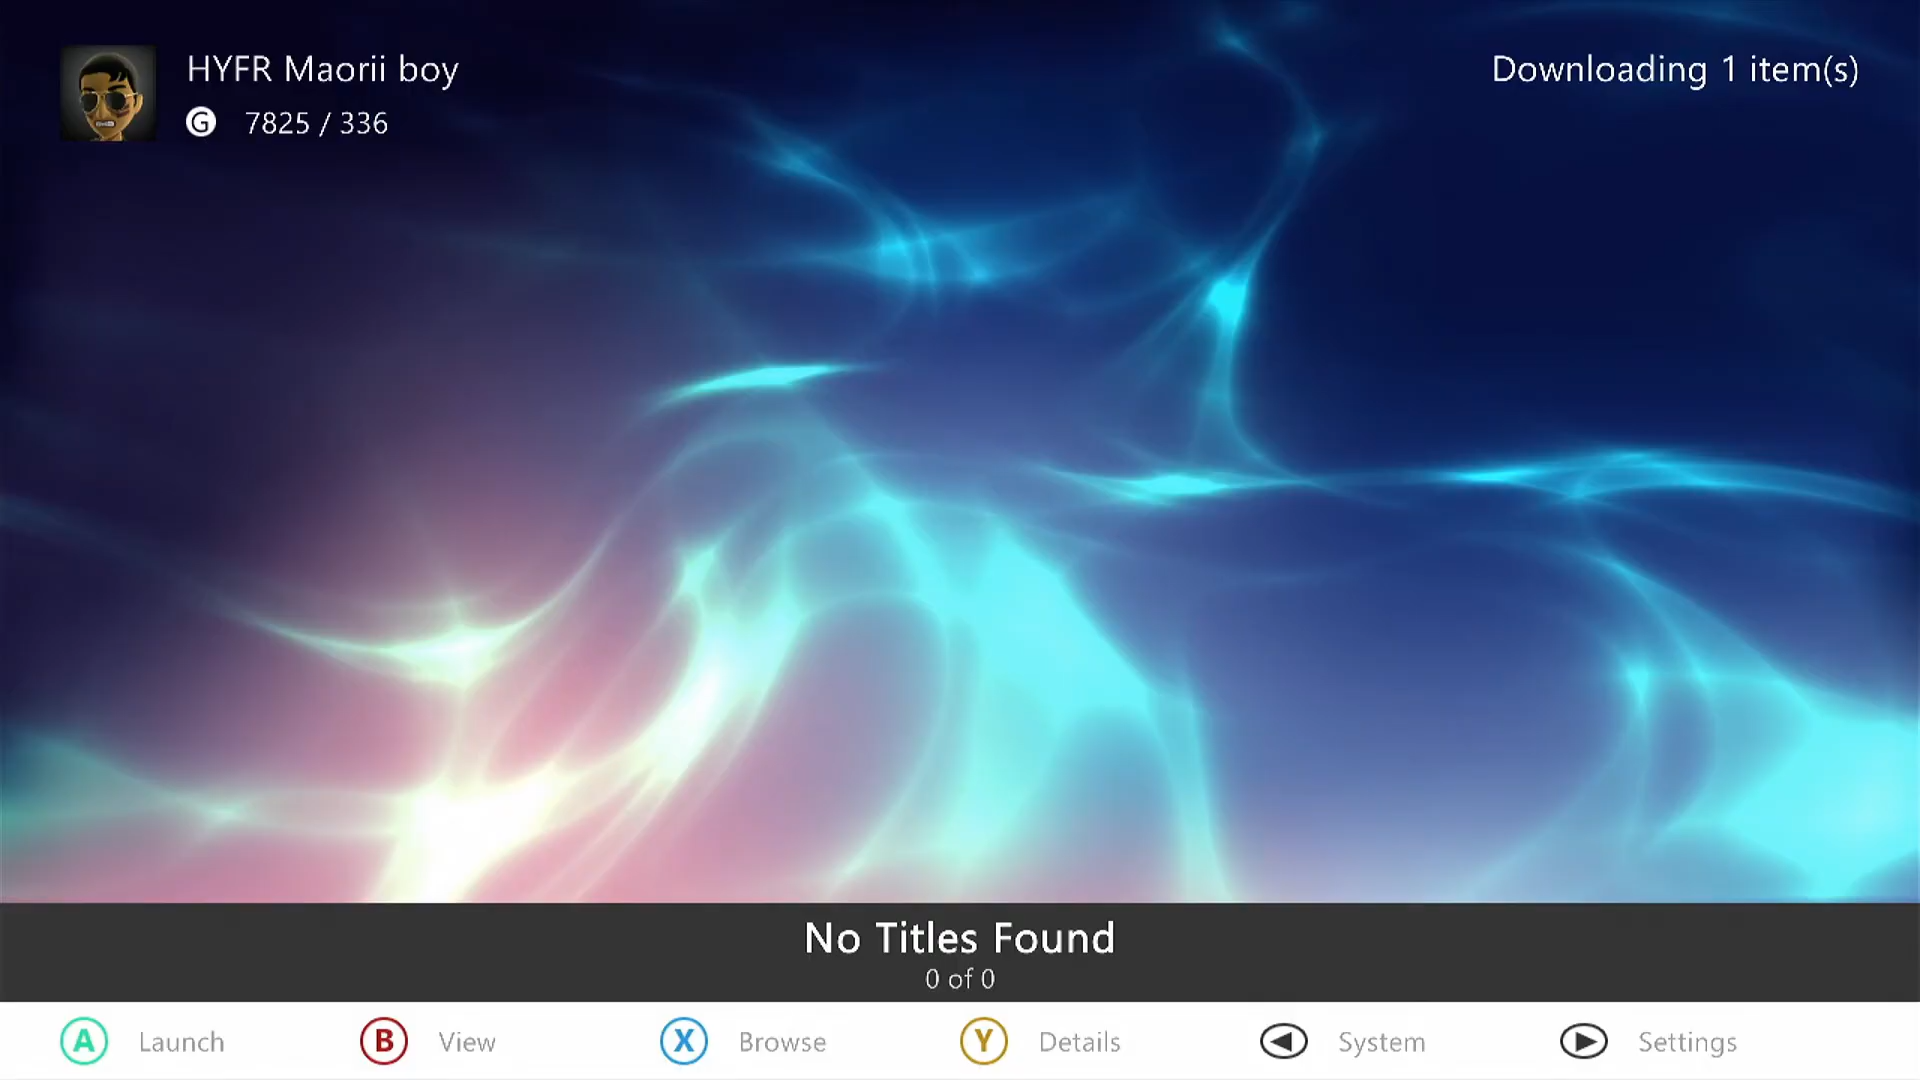 HYFR Maorii boy
G 7825 / 336
Downloading 1 item(s)
No Titles Found
0 of 0
A Launch B View X Browse Y Details System Settings